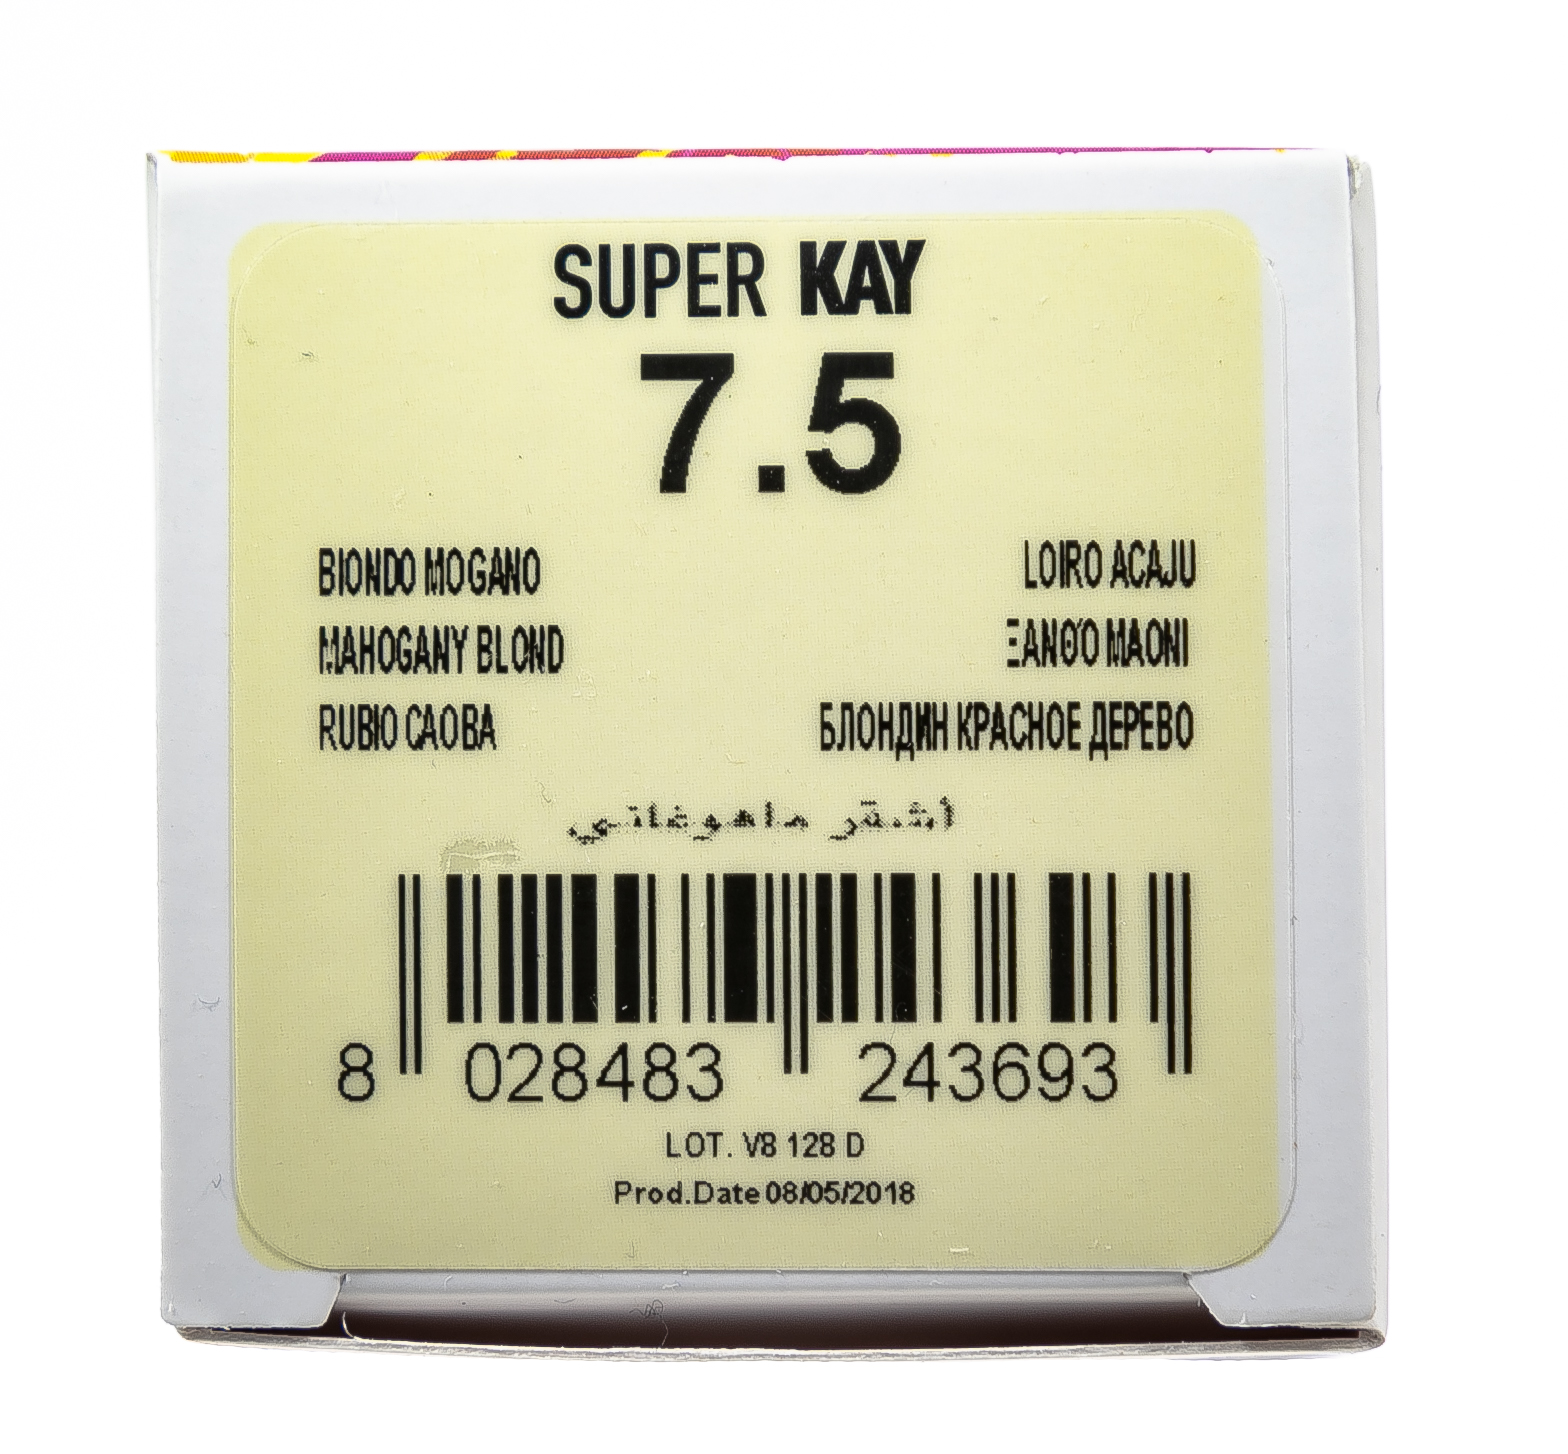 SUPER KAY
7.5
BIONDO MOGANO
MAHOGANY BLOND
RUBIO CAOBA
LOIRO ACAJU
ΞΑΝΘΌ ΜΑΟΝΙ
БЛОНДИН КРАСНОЕ ДЕРЕВО
أشقر ماهوغاني
8 028483 243693
LOT. V8 128 D
Prod.Date 08/05/2018